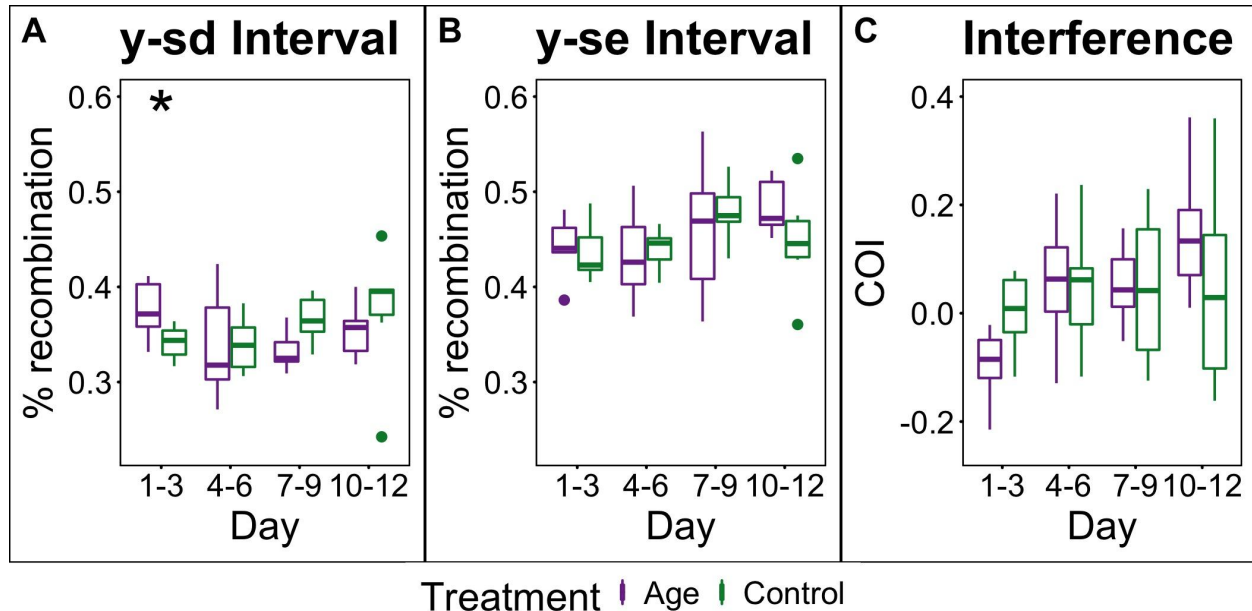 A y-sd Interval
% recombination
0.6
*
0.5
0.4
0.3
1-3 4-6 7-9 10-12
Day
B y-se Interval
% recombination
0.6
0.5
0.4
0.3
1-3 4-6 7-9 10-12
Day
C Interference
COI
0.4
0.2
0.0
-0.2
1-3 4-6 7-9 10-12
Day
Treatment Age Control